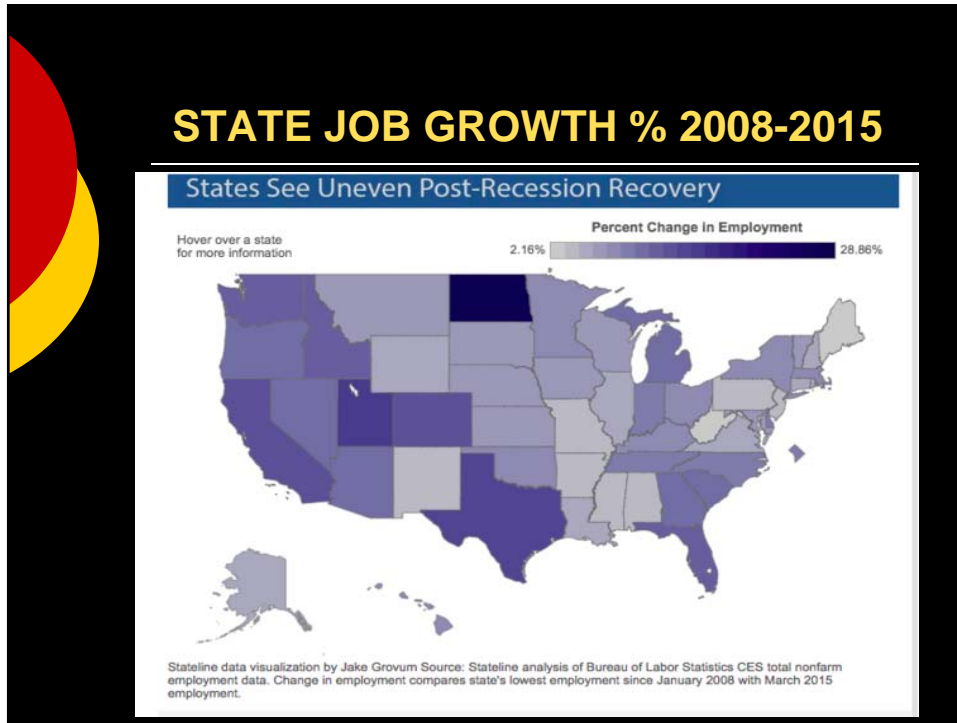 STATE JOB GROWTH % 2008-2015
States See Uneven Post-Recession Recovery
Percent Change in Employment
Hover over a state
for more information
2.16%
28.86%
Stateline data visualization by Jake Grovum Source: Stateline analysis of Bureau of Labor Statistics CES total nonfarm
employment data. Change in employment compares state's lowest employment since January 2008 with March 2015
employment.